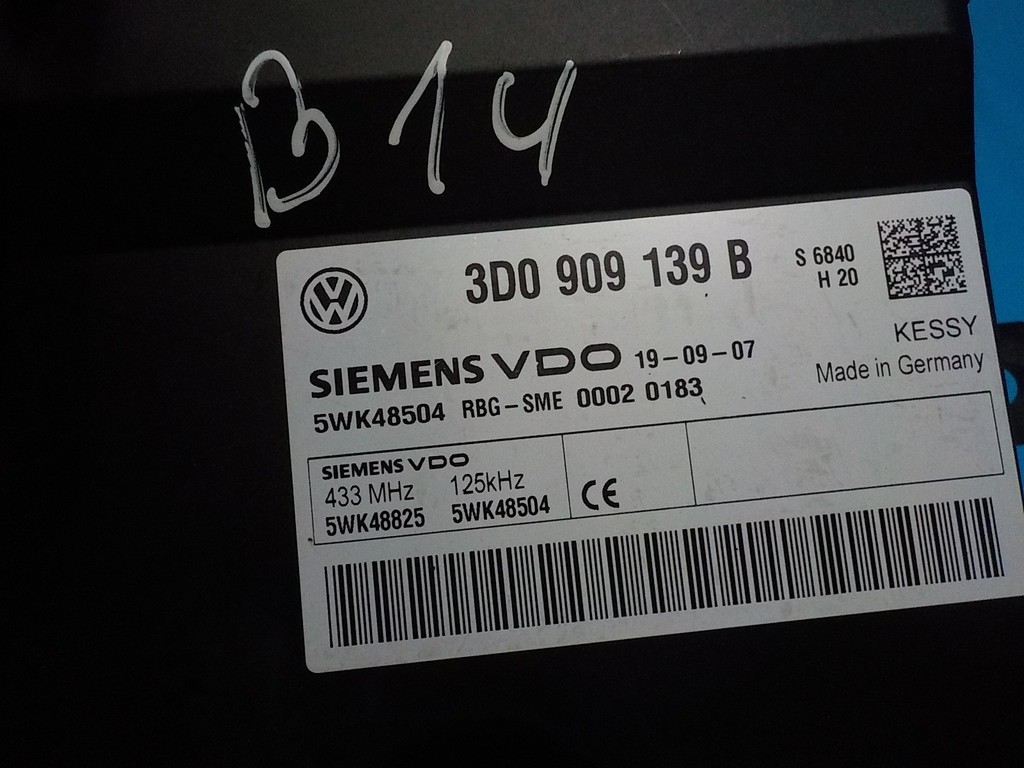 B 14
3D0 909 139 B
S 6840
H 20
KESSY
SIEMENS VDO 19-09-07
Made in Germany
5WK48504 RBG-SME 0002 0183
SIEMENS VDO
433 MHz 125kHz
5WK48825 5WK48504
CE